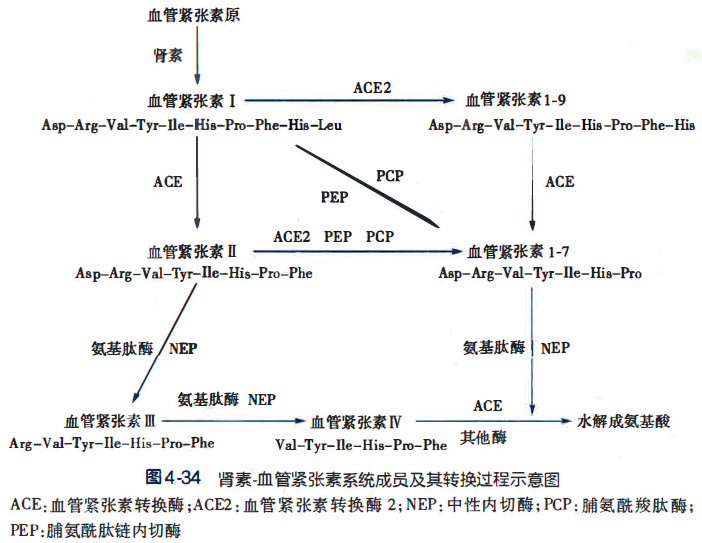 血管紧张素原
肾素
血管紧张素Ⅰ
ACE2
血管紧张素1-9
Asp-Arg-Val-Tyr-Ile-His-Pro-Phe-His-Leu
Asp-Arg-Val-Tyr-Ile-His-Pro-Phe-His
ACE
PEP
PCP
ACE
血管紧张素Ⅱ
ACE2 PEP PCP
血管紧张素1-7
Asp-Arg-Val-Tyr-Ile-His-Pro-Phe
Asp-Arg-Val-Tyr-Ile-His-Pro
氨基肽酶 NEP
氨基肽酶 NEP
血管紧张素Ⅲ
氨基肽酶 NEP
血管紧张素Ⅳ
ACE
其他酶
水解成氨基酸
Arg-Val-Tyr-Ile-His-Pro-Phe
Val-Tyr-Ile-His-Pro-Phe
图4-34 肾素-血管紧张素系统成员及其转换过程示意图
ACE:血管紧张素转换酶;ACE2:血管紧张素转换酶2;NEP:中性内切酶;PCP:脯氨酰羧肽酶;
PEP:脯氨酰肽链内切酶